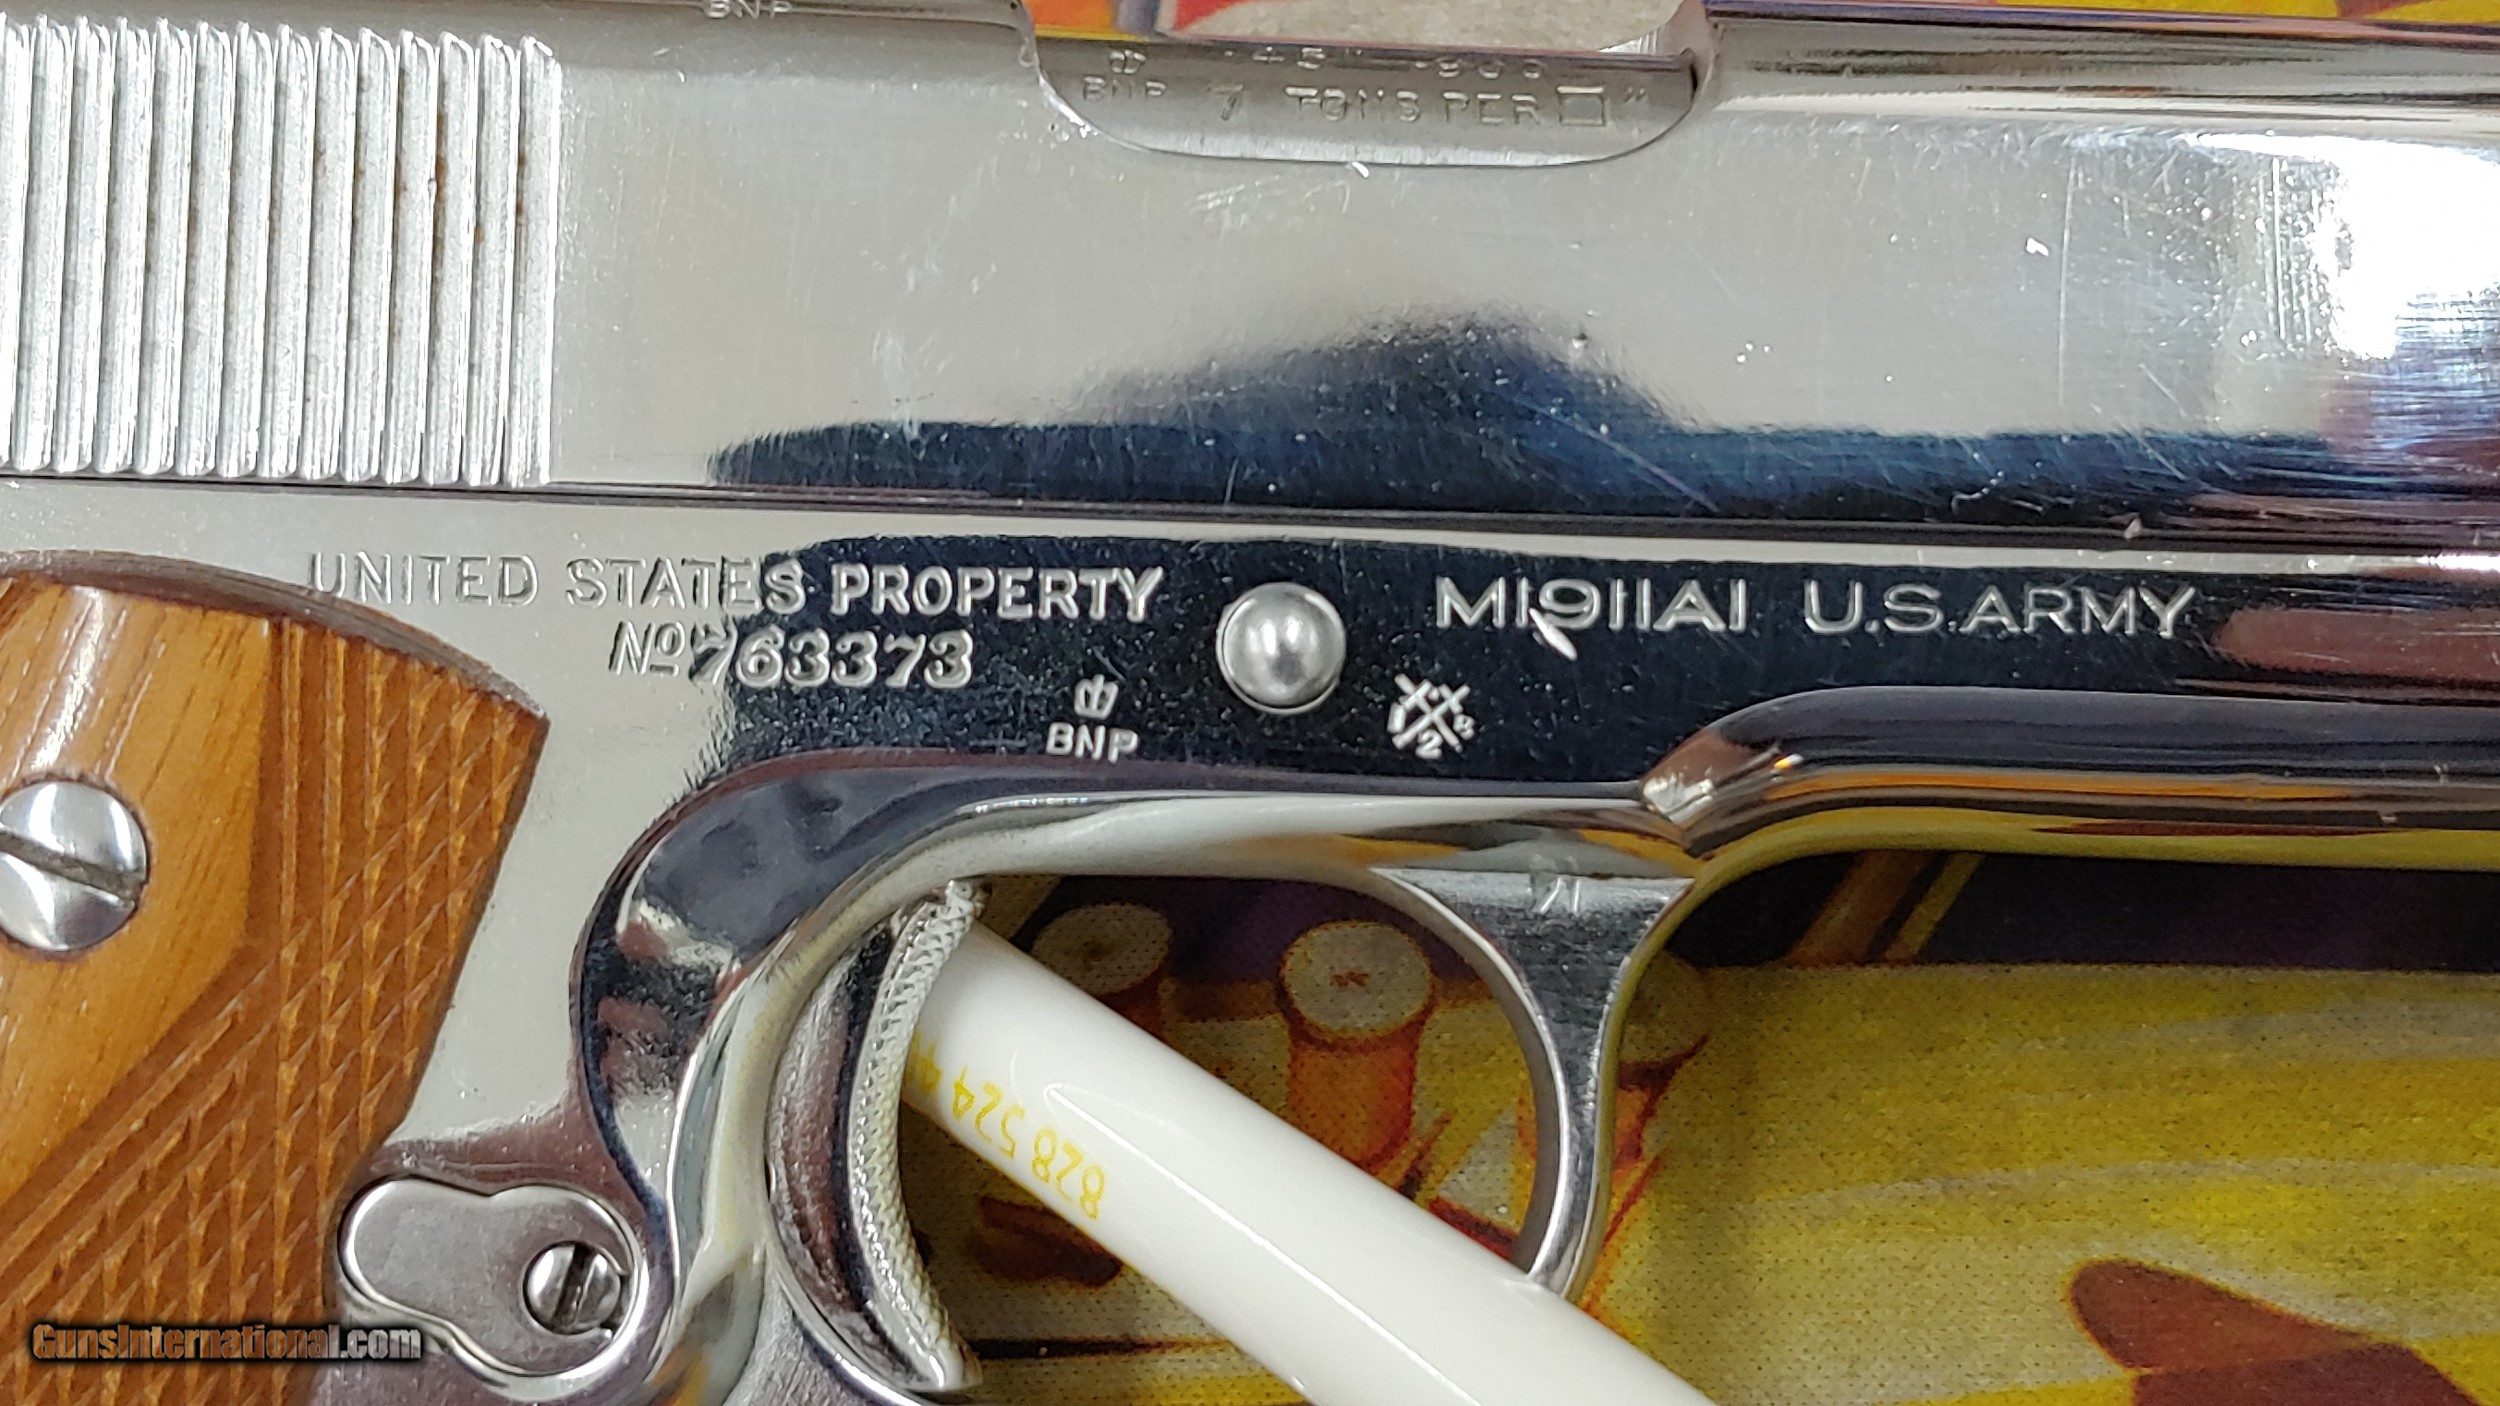 BNP
.45" .900"
BNP 7 TONS PER □"
UNITED STATES PROPERTY
No 763373
M1911A1 U.S.ARMY
BNP
2 B
828 524
GunsInternational.com